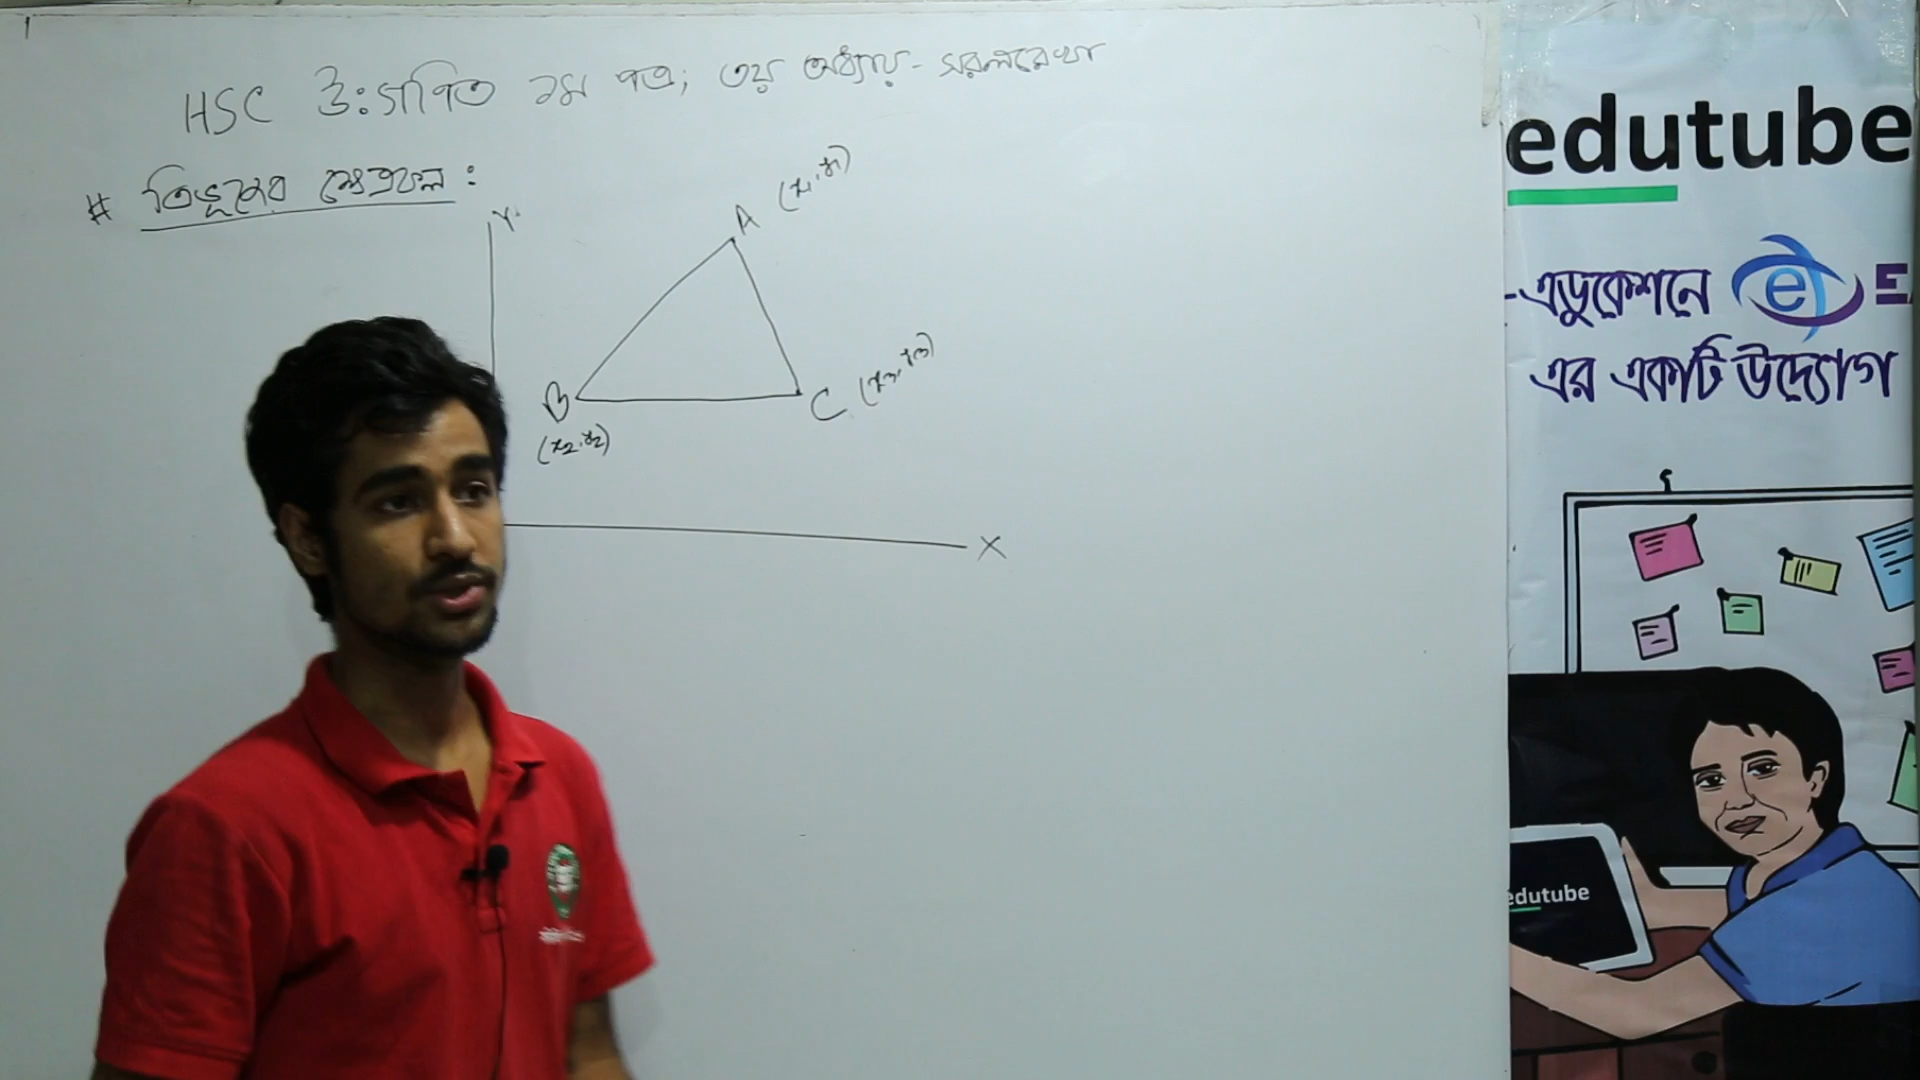 HSC উঃগণিত ১ম পত্র; ৩য় অধ্যায় - সরলরেখা
# ত্রিভূজের ক্ষেত্রফল :
Y
A (x₁, y₁)
B
(x₂, y₂)
C (x₃, y₃)
X
edutube
-এডুকেশনে e E
এর একটি উদ্যোগ
edutube